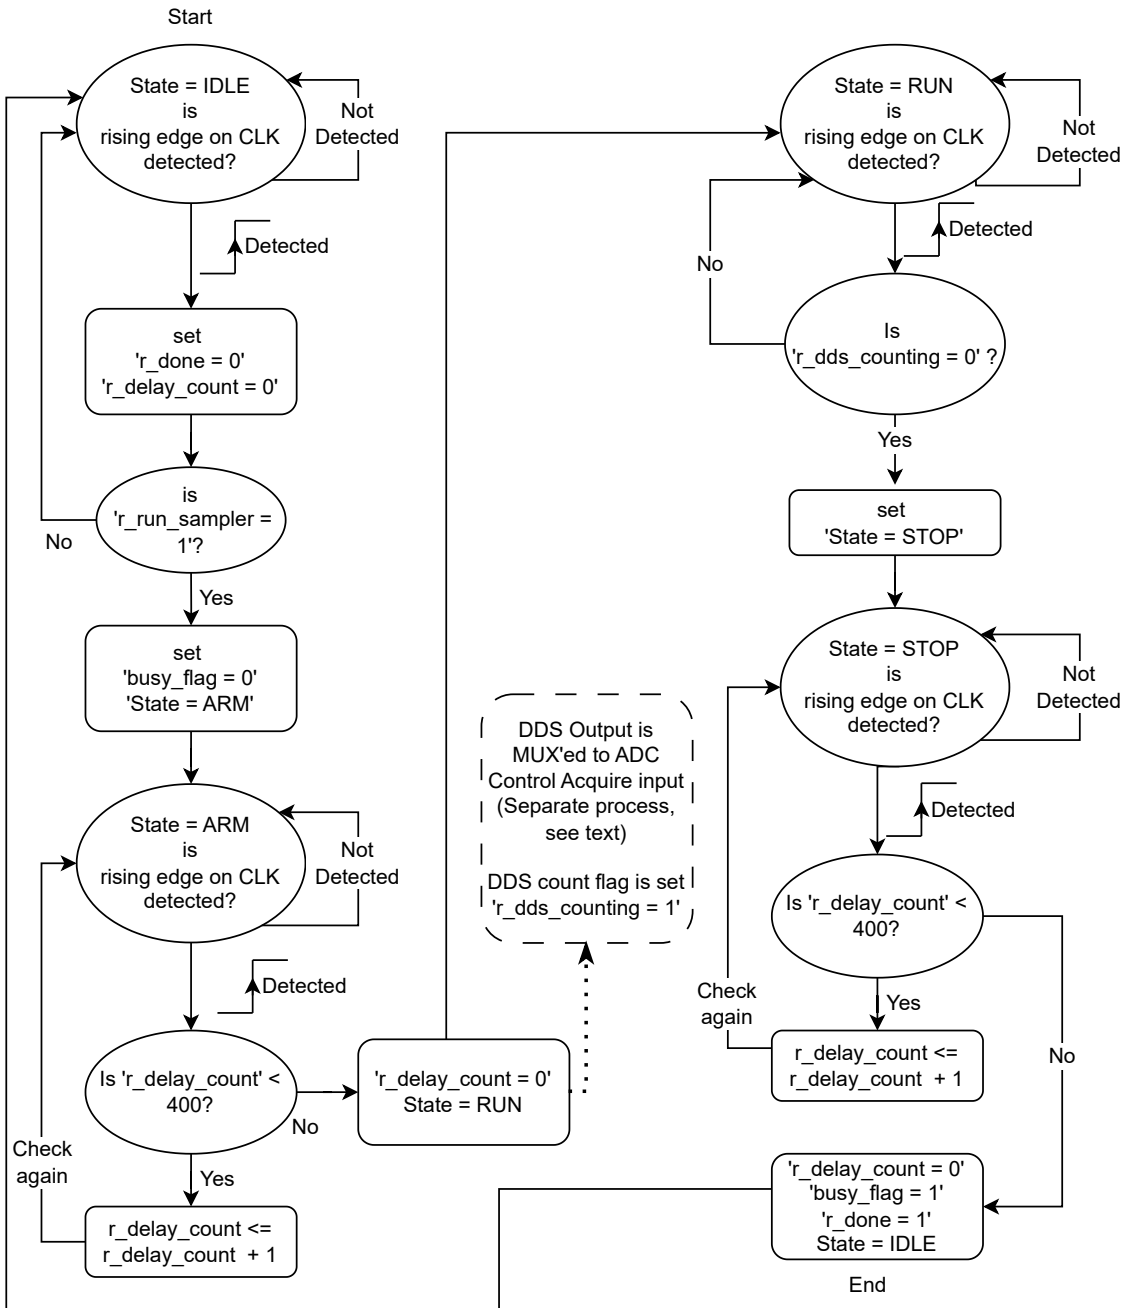 Start
State = IDLE
is
rising edge on CLK
detected?
Not
Detected
Detected
set
'r_done = 0'
'r_delay_count = 0'
is
'r_run_sampler =
1'?
No
Yes
set
'busy_flag = 0'
'State = ARM'
State = ARM
is
rising edge on CLK
detected?
Not
Detected
Detected
Is 'r_delay_count' <
400?
No
Yes
Check
again
r_delay_count <=
r_delay_count + 1
'r_delay_count = 0'
State = RUN
DDS Output is
MUX'ed to ADC
Control Acquire input
(Separate process,
see text)
DDS count flag is set
'r_dds_counting = 1'
State = RUN
is
rising edge on CLK
detected?
Not
Detected
Detected
No
Is
'r_dds_counting = 0' ?
Yes
set
'State = STOP'
State = STOP
is
rising edge on CLK
detected?
Not
Detected
Detected
Is 'r_delay_count' <
400?
Yes
Check
again
r_delay_count <=
r_delay_count + 1
No
'r_delay_count = 0'
'busy_flag = 1'
'r_done = 1'
State = IDLE
End